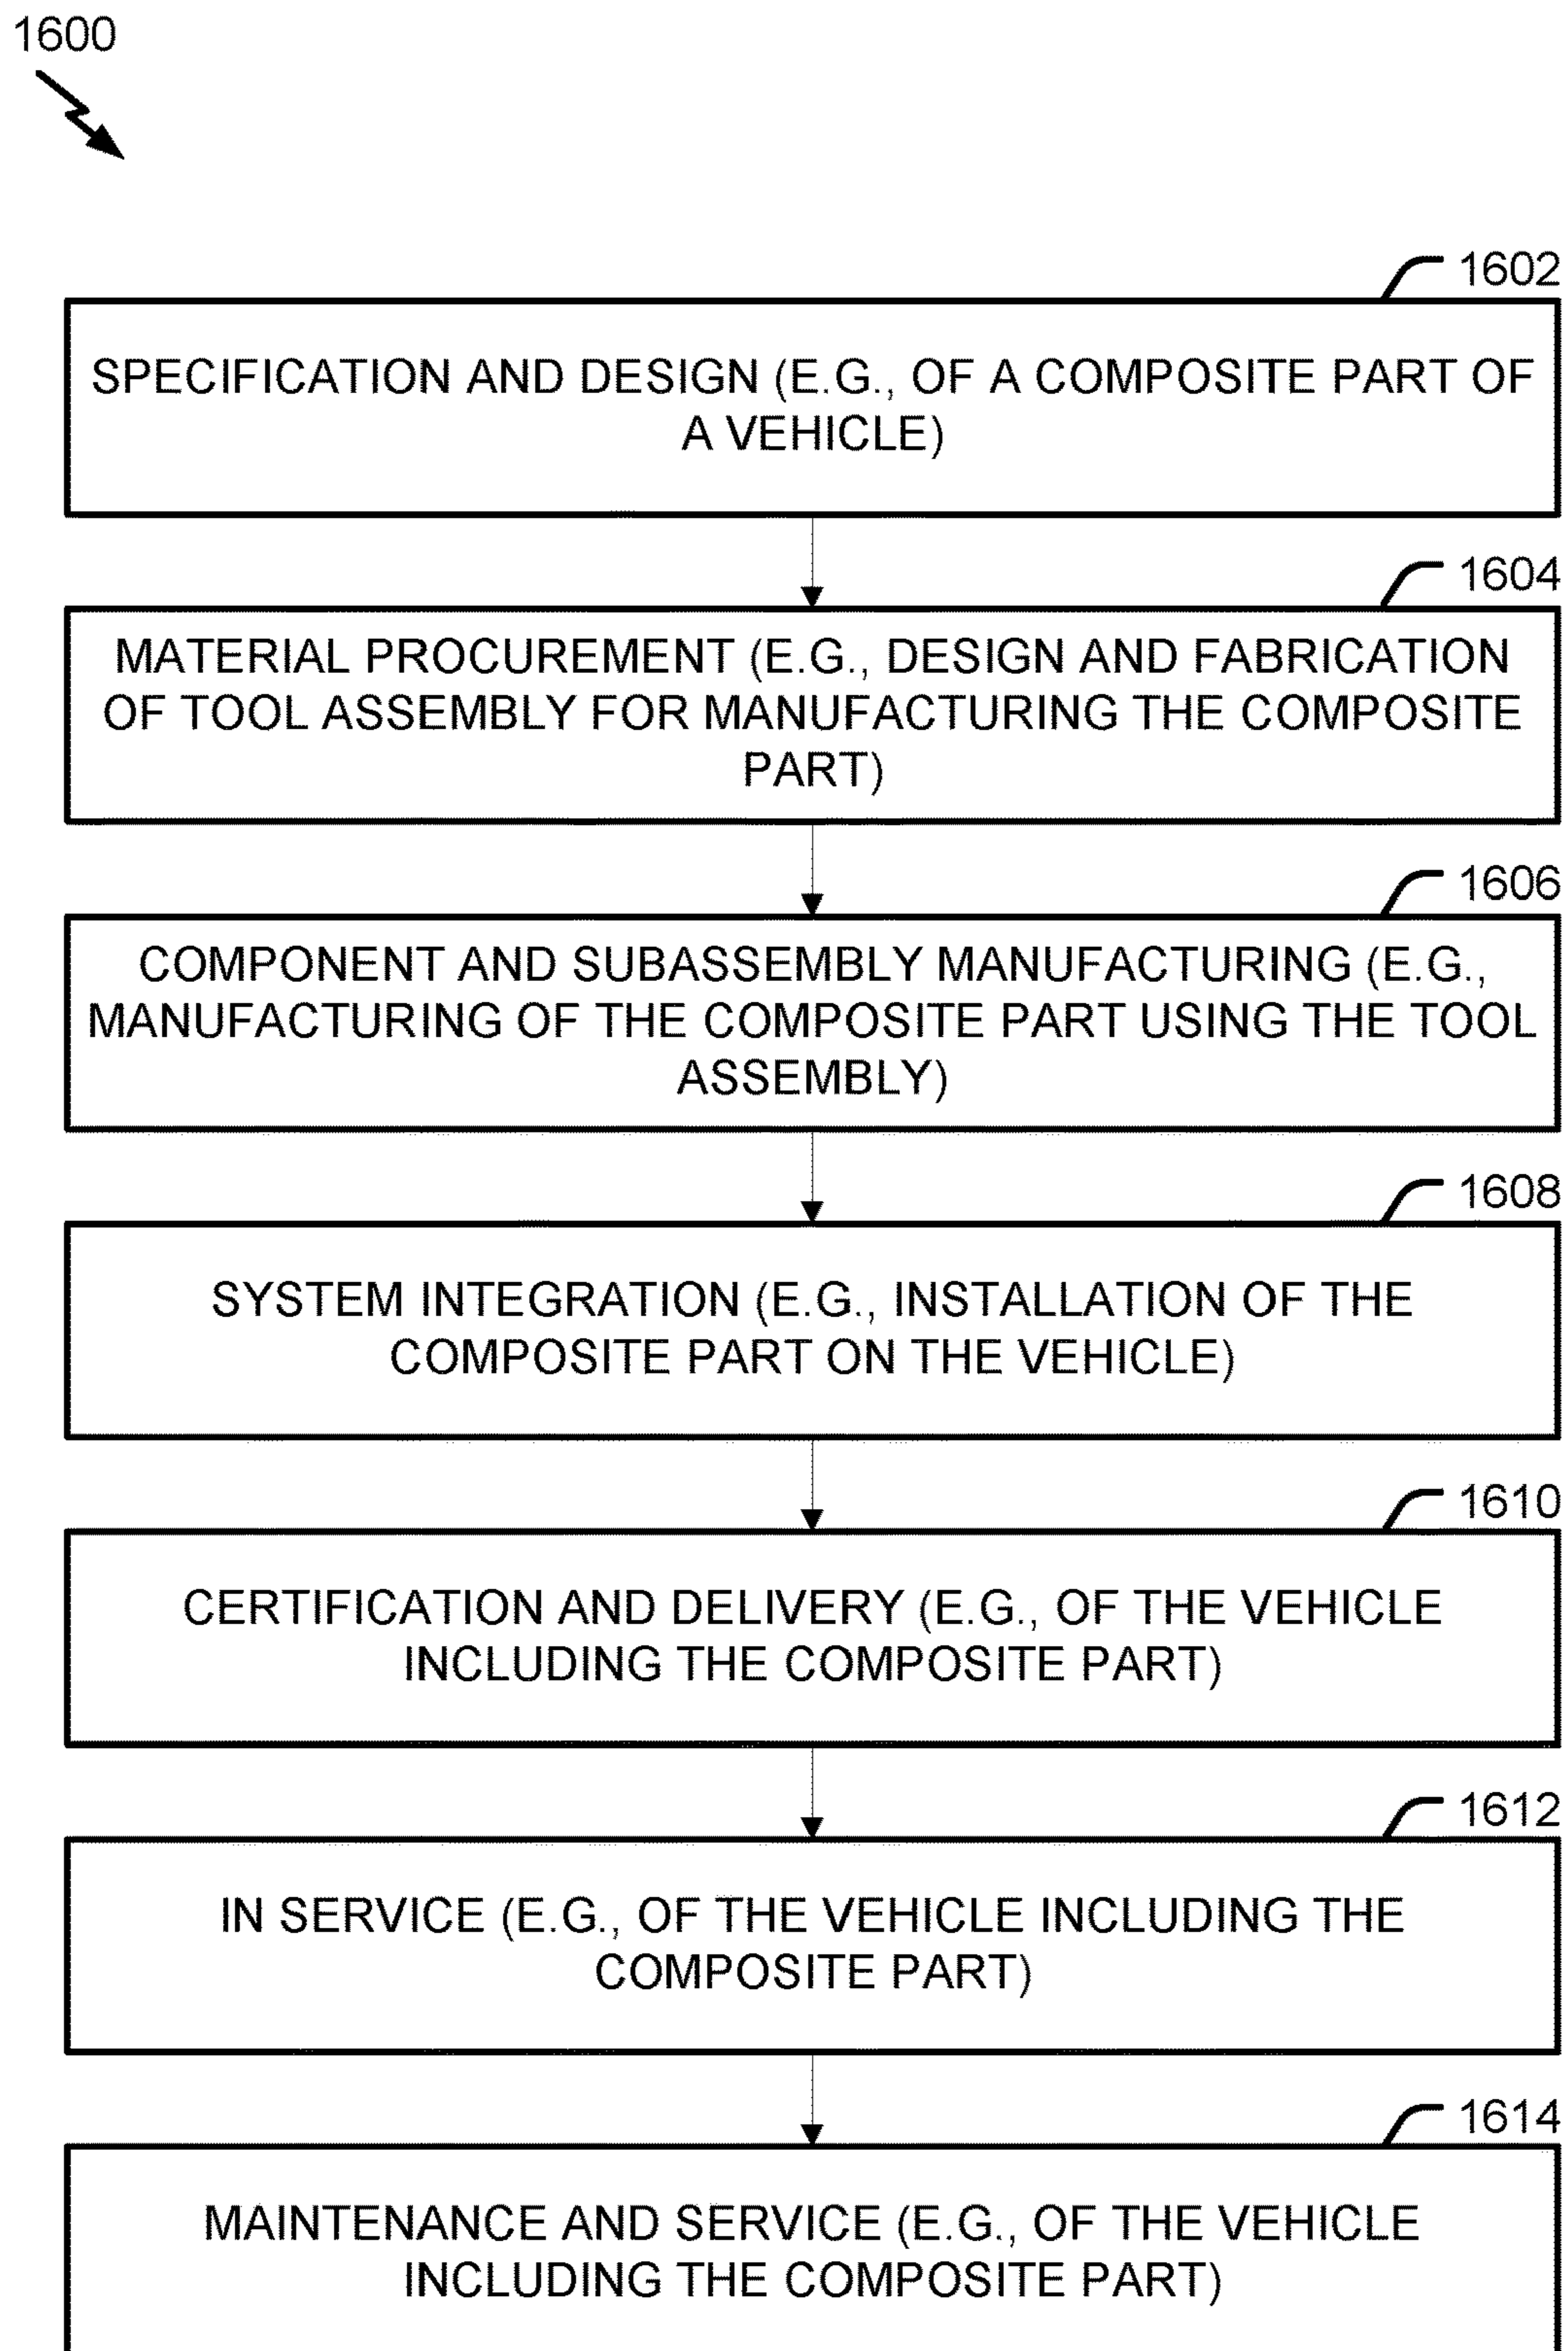 1600
1602
SPECIFICATION AND DESIGN (E.G., OF A COMPOSITE PART OF
A VEHICLE)
1604
MATERIAL PROCUREMENT (E.G., DESIGN AND FABRICATION
OF TOOL ASSEMBLY FOR MANUFACTURING THE COMPOSITE
PART)
1606
COMPONENT AND SUBASSEMBLY MANUFACTURING (E.G.,
MANUFACTURING OF THE COMPOSITE PART USING THE TOOL
ASSEMBLY)
1608
SYSTEM INTEGRATION (E.G., INSTALLATION OF THE
COMPOSITE PART ON THE VEHICLE)
1610
CERTIFICATION AND DELIVERY (E.G., OF THE VEHICLE
INCLUDING THE COMPOSITE PART)
1612
IN SERVICE (E.G., OF THE VEHICLE INCLUDING THE
COMPOSITE PART)
1614
MAINTENANCE AND SERVICE (E.G., OF THE VEHICLE
INCLUDING THE COMPOSITE PART)